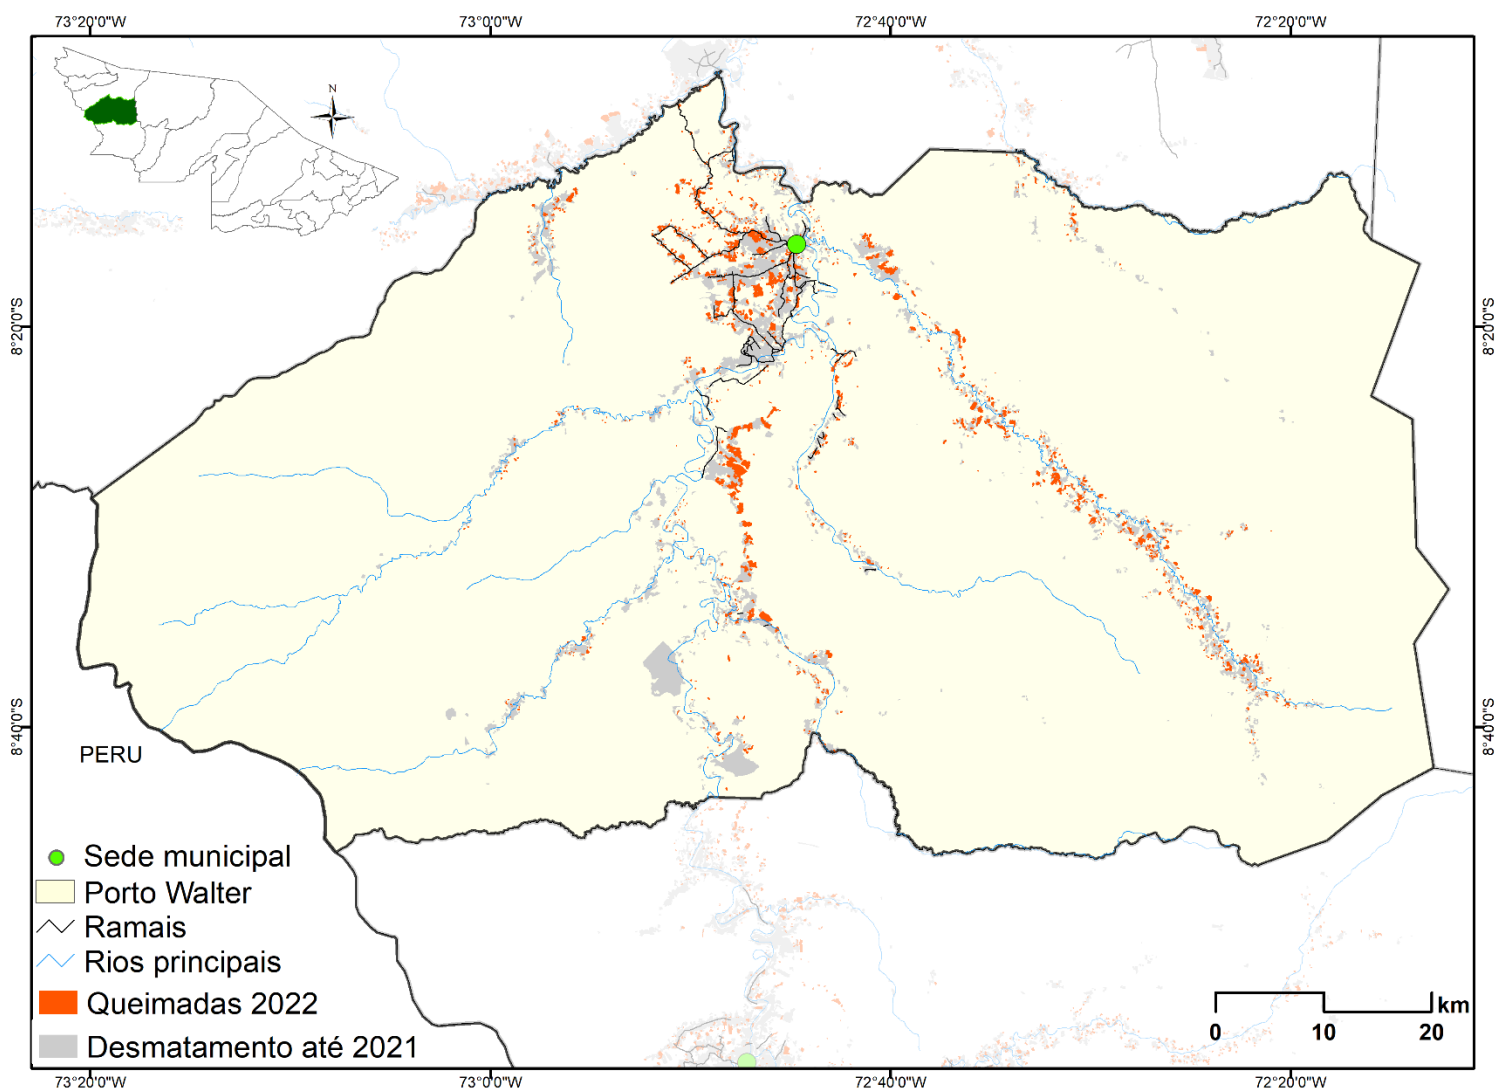 73°20'0"W 73°0'0"W 72°40'0"W 72°20'0"W
N
8°20'0"S 8°20'0"S
8°40'0"S 8°40'0"S
PERU
Sede municipal
Porto Walter
Ramais
Rios principais
Queimadas 2022
Desmatamento até 2021
km
0 10 20
73°20'0"W 73°0'0"W 72°40'0"W 72°20'0"W